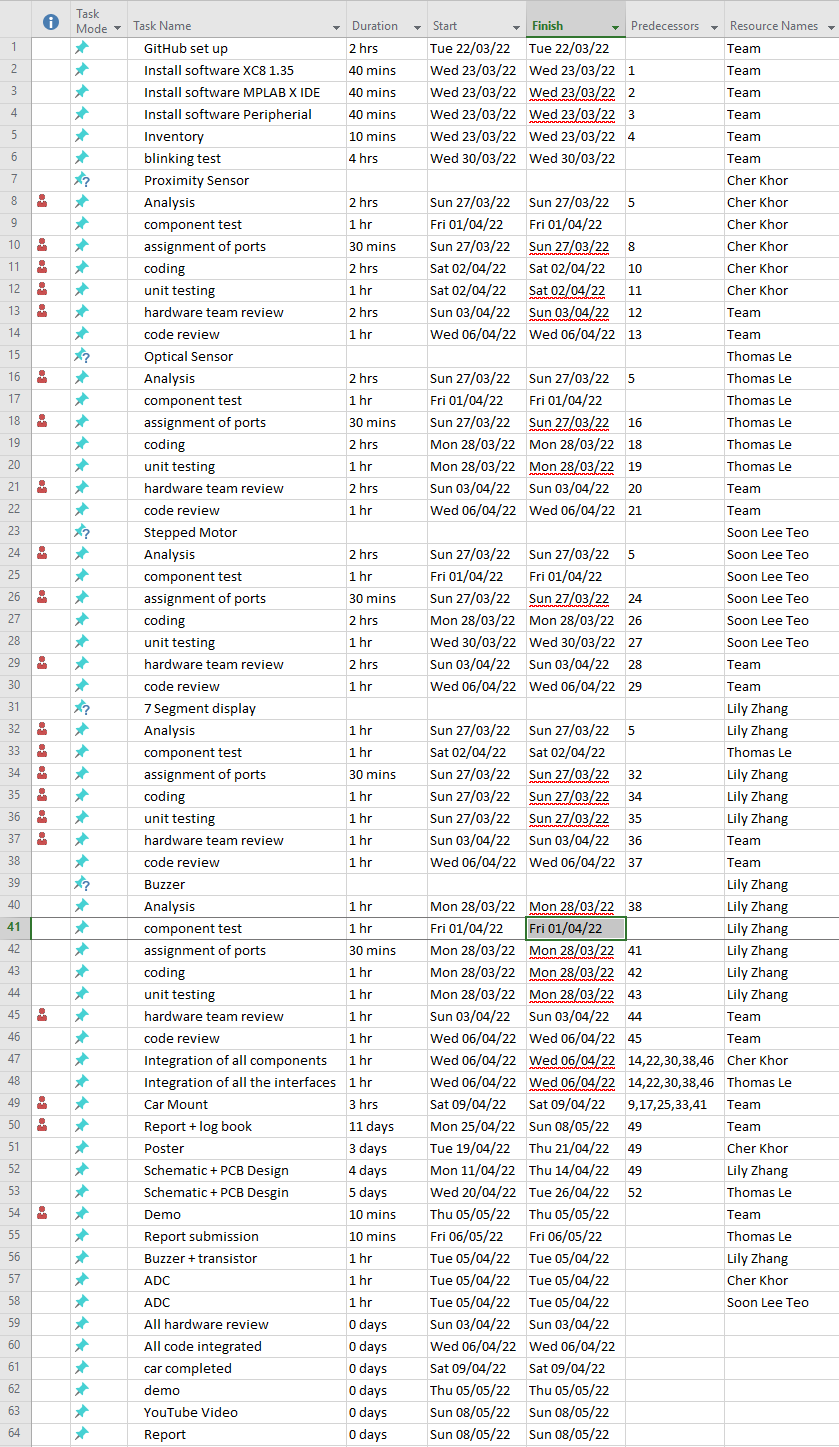 Task Mode Task Name Duration Start Finish Predecessors Resource Names
1 GitHub set up 2 hrs Tue 22/03/22 Tue 22/03/22 Team
2 Install software XC8 1.35 40 mins Wed 23/03/22 Wed 23/03/22 1 Team
3 Install software MPLAB X IDE 40 mins Wed 23/03/22 Wed 23/03/22 2 Team
4 Install software Peripherial 40 mins Wed 23/03/22 Wed 23/03/22 3 Team
5 Inventory 10 mins Wed 23/03/22 Wed 23/03/22 4 Team
6 blinking test 4 hrs Wed 30/03/22 Wed 30/03/22 Team
7 ? Proximity Sensor Cher Khor
8 Analysis 2 hrs Sun 27/03/22 Sun 27/03/22 5 Cher Khor
9 component test 1 hr Fri 01/04/22 Fri 01/04/22 Cher Khor
10 assignment of ports 30 mins Sun 27/03/22 Sun 27/03/22 8 Cher Khor
11 coding 2 hrs Sat 02/04/22 Sat 02/04/22 10 Cher Khor
12 unit testing 1 hr Sat 02/04/22 Sat 02/04/22 11 Cher Khor
13 hardware team review 2 hrs Sun 03/04/22 Sun 03/04/22 12 Team
14 code review 1 hr Wed 06/04/22 Wed 06/04/22 13 Team
15 ? Optical Sensor Thomas Le
16 Analysis 2 hrs Sun 27/03/22 Sun 27/03/22 5 Thomas Le
17 component test 1 hr Fri 01/04/22 Fri 01/04/22 Thomas Le
18 assignment of ports 30 mins Sun 27/03/22 Sun 27/03/22 16 Thomas Le
19 coding 2 hrs Mon 28/03/22 Mon 28/03/22 18 Thomas Le
20 unit testing 1 hr Mon 28/03/22 Mon 28/03/22 19 Thomas Le
21 hardware team review 2 hrs Sun 03/04/22 Sun 03/04/22 20 Team
22 code review 1 hr Wed 06/04/22 Wed 06/04/22 21 Team
23 ? Stepped Motor Soon Lee Teo
24 Analysis 2 hrs Sun 27/03/22 Sun 27/03/22 5 Soon Lee Teo
25 component test 1 hr Fri 01/04/22 Fri 01/04/22 Soon Lee Teo
26 assignment of ports 30 mins Sun 27/03/22 Sun 27/03/22 24 Soon Lee Teo
27 coding 2 hrs Mon 28/03/22 Mon 28/03/22 26 Soon Lee Teo
28 unit testing 1 hr Wed 30/03/22 Wed 30/03/22 27 Soon Lee Teo
29 hardware team review 2 hrs Sun 03/04/22 Sun 03/04/22 28 Team
30 code review 1 hr Wed 06/04/22 Wed 06/04/22 29 Team
31 ? 7 Segment display Lily Zhang
32 Analysis 1 hr Sun 27/03/22 Sun 27/03/22 5 Lily Zhang
33 component test 1 hr Sat 02/04/22 Sat 02/04/22 Thomas Le
34 assignment of ports 30 mins Sun 27/03/22 Sun 27/03/22 32 Lily Zhang
35 coding 1 hr Sun 27/03/22 Sun 27/03/22 34 Lily Zhang
36 unit testing 1 hr Sun 27/03/22 Sun 27/03/22 35 Lily Zhang
37 hardware team review 1 hr Sun 03/04/22 Sun 03/04/22 36 Team
38 code review 1 hr Wed 06/04/22 Wed 06/04/22 37 Team
39 ? Buzzer Lily Zhang
40 Analysis 1 hr Mon 28/03/22 Mon 28/03/22 38 Lily Zhang
41 component test 1 hr Fri 01/04/22 Fri 01/04/22 Lily Zhang
42 assignment of ports 30 mins Mon 28/03/22 Mon 28/03/22 41 Lily Zhang
43 coding 1 hr Mon 28/03/22 Mon 28/03/22 42 Lily Zhang
44 unit testing 1 hr Mon 28/03/22 Mon 28/03/22 43 Lily Zhang
45 hardware team review 1 hr Sun 03/04/22 Sun 03/04/22 44 Team
46 code review 1 hr Wed 06/04/22 Wed 06/04/22 45 Team
47 Integration of all components 1 hr Wed 06/04/22 Wed 06/04/22 14,22,30,38,46 Cher Khor
48 Integration of all the interfaces 1 hr Wed 06/04/22 Wed 06/04/22 14,22,30,38,46 Thomas Le
49 Car Mount 3 hrs Sat 09/04/22 Sat 09/04/22 9,17,25,33,41 Team
50 Report + log book 11 days Mon 25/04/22 Sun 08/05/22 49 Team
51 Poster 3 days Tue 19/04/22 Thu 21/04/22 49 Cher Khor
52 Schematic + PCB Design 4 days Mon 11/04/22 Thu 14/04/22 49 Lily Zhang
53 Schematic + PCB Desgin 5 days Wed 20/04/22 Tue 26/04/22 52 Thomas Le
54 Demo 10 mins Thu 05/05/22 Thu 05/05/22 Team
55 Report submission 10 mins Fri 06/05/22 Fri 06/05/22 Thomas Le
56 Buzzer + transistor 1 hr Tue 05/04/22 Tue 05/04/22 Lily Zhang
57 ADC 1 hr Tue 05/04/22 Tue 05/04/22 Cher Khor
58 ADC 1 hr Tue 05/04/22 Tue 05/04/22 Soon Lee Teo
59 All hardware review 0 days Sun 03/04/22 Sun 03/04/22
60 All code integrated 0 days Wed 06/04/22 Wed 06/04/22
61 car completed 0 days Sat 09/04/22 Sat 09/04/22
62 demo 0 days Thu 05/05/22 Thu 05/05/22
63 YouTube Video 0 days Sun 08/05/22 Sun 08/05/22
64 Report 0 days Sun 08/05/22 Sun 08/05/22